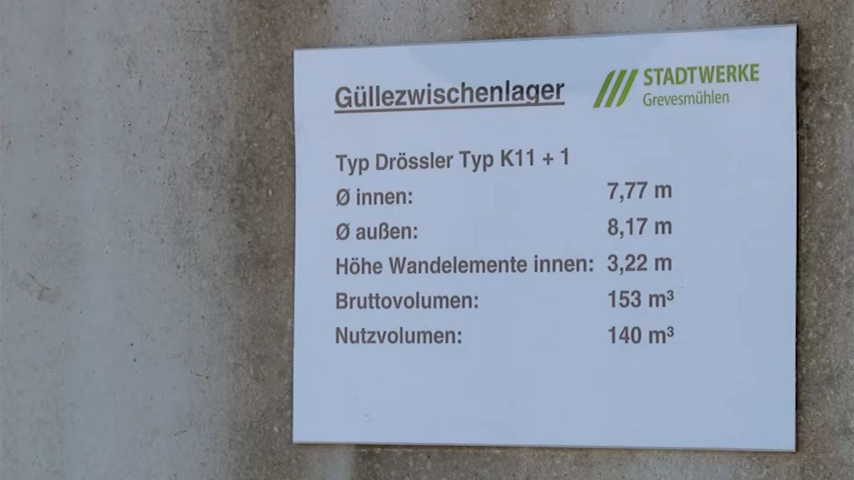 Güllezwischenlager
STADTWERKE
Grevesmühlen
Typ Drössler Typ K11 + 1
Ø innen: 7,77 m
Ø außen: 8,17 m
Höhe Wandelemente innen: 3,22 m
Bruttovolumen: 153 m³
Nutzvolumen: 140 m³